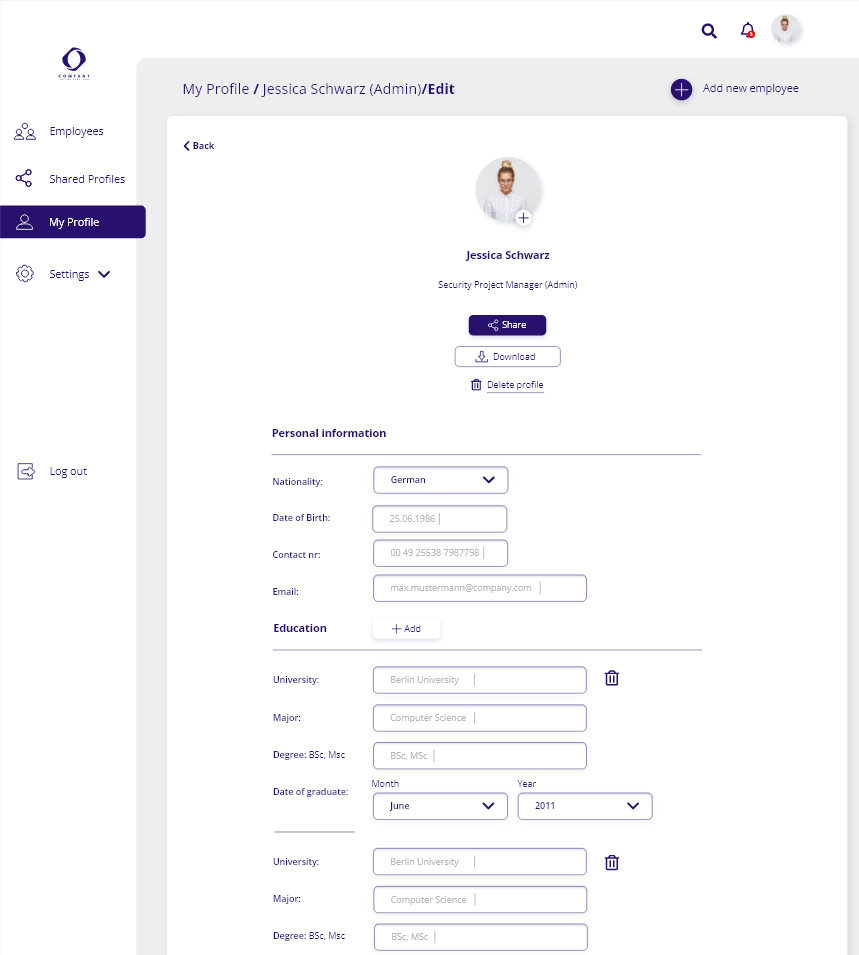 COMPANY
My Profile / Jessica Schwarz (Admin)/Edit
Add new employee
Employees
Shared Profiles
My Profile
Settings
Log out
Back
Jessica Schwarz
Security Project Manager (Admin)
Share
Download
Delete profile
Personal information
Nationality: German
Date of Birth: 25.06.1986
Contact nr: 00 49 25538 7987798
Email: max.mustermann@company.com
Education + Add
University: Berlin University
Major: Computer Science
Degree: BSc, Msc BSc, MSc
Month Year
Date of graduate: June 2011
University: Berlin University
Major: Computer Science
Degree: BSc, Msc BSc, MSc